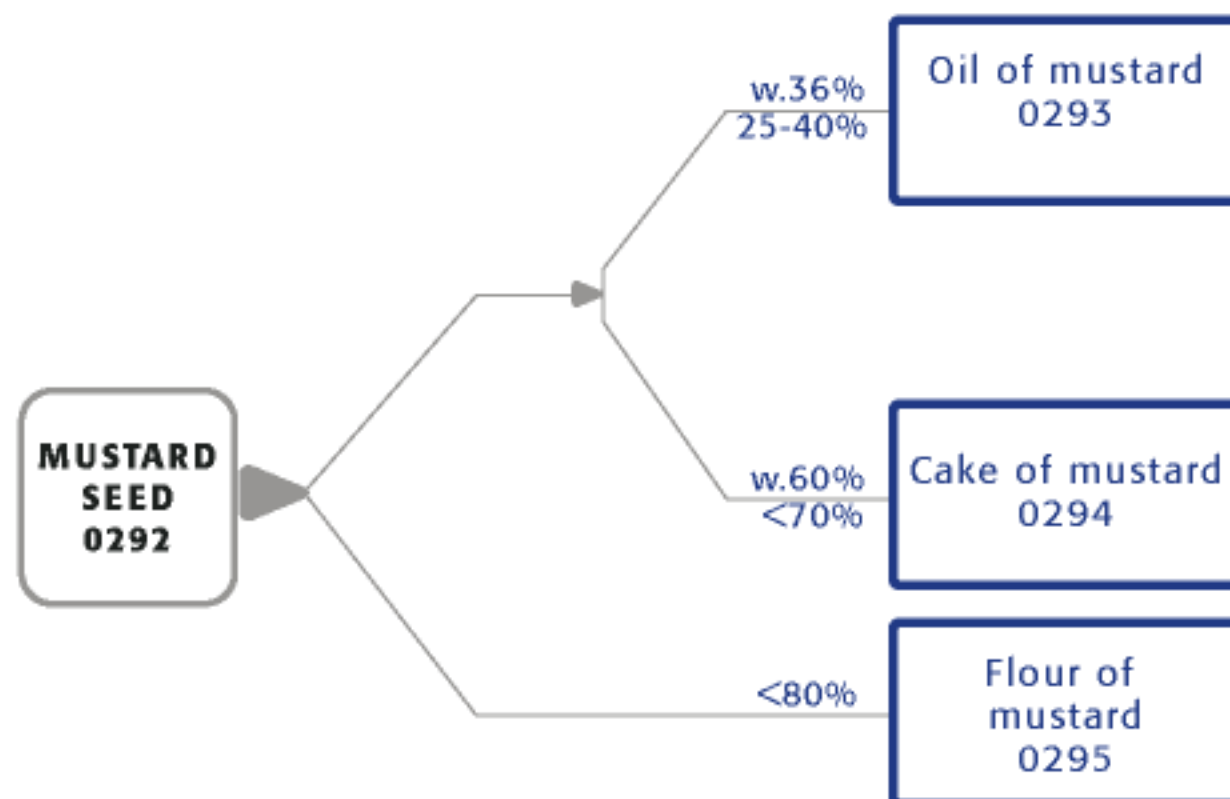 w.36%
25-40%
Oil of mustard
0293
MUSTARD
SEED
0292
w.60%
<70%
Cake of mustard
0294
<80%
Flour of
mustard
0295